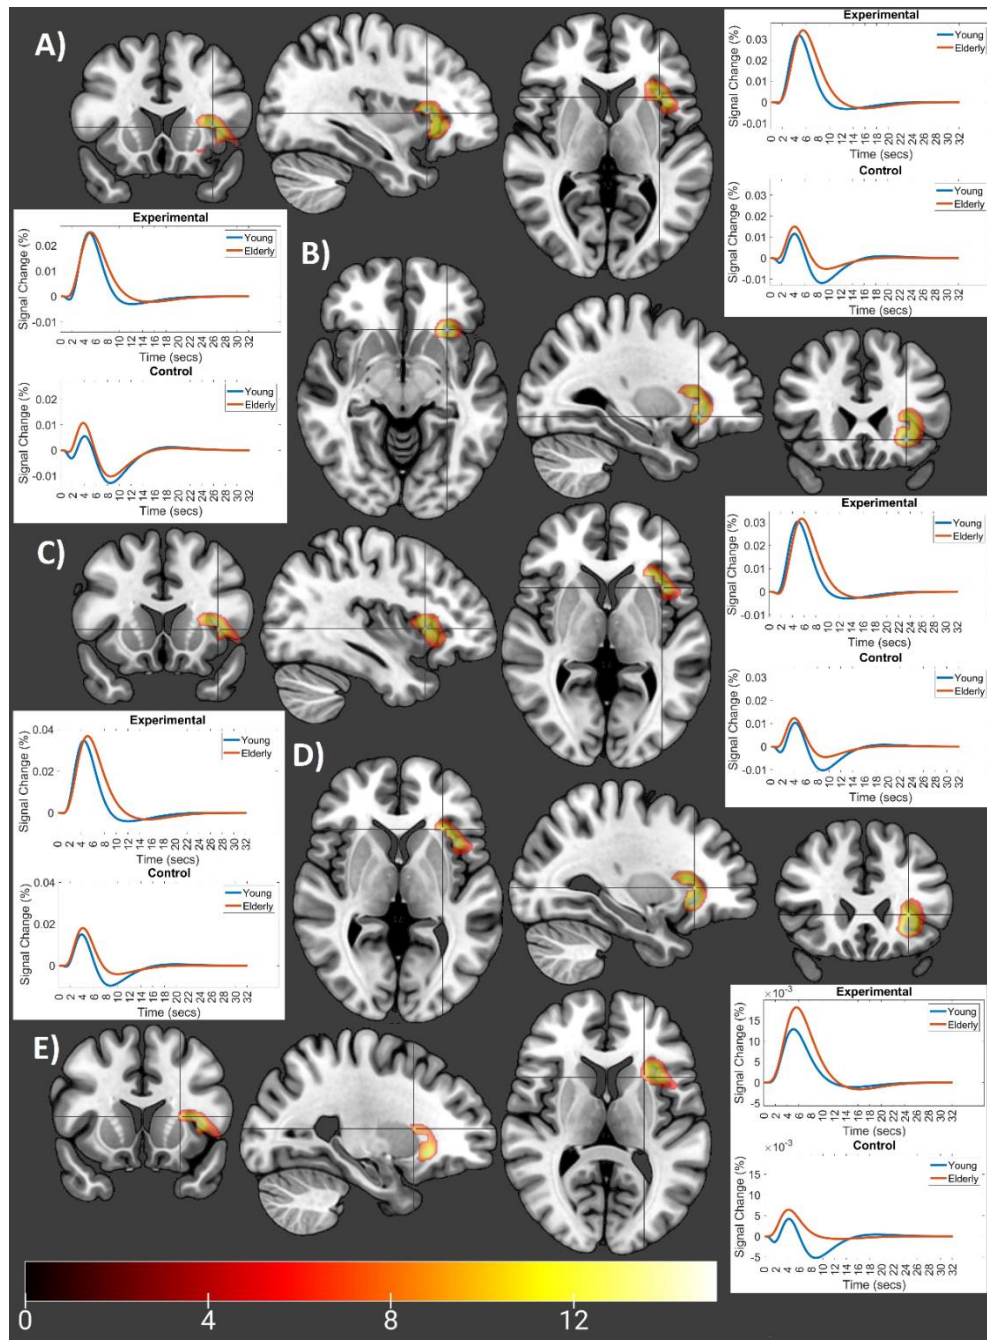 A)
Experimental
Signal Change (%)
0.03
0.02
0.01
0
-0.01
Young
Elderly
0 2 4 6 8 10 12 14 16 18 20 22 24 26 28 30 32
Time (secs)
Control
Signal Change (%)
0.03
0.02
0.01
0
-0.01
Young
Elderly
0 2 4 6 8 10 12 14 16 18 20 22 24 26 28 30 32
Time (secs)
B)
Experimental
Signal Change (%)
0.02
0.01
0
-0.01
Young
Elderly
0 2 4 6 8 10 12 14 16 18 20 22 24 26 28 30 32
Time (secs)
Control
Signal Change (%)
0.02
0.01
0
-0.01
Young
Elderly
0 2 4 6 8 10 12 14 16 18 20 22 24 26 28 30 32
Time (secs)
C)
Experimental
Signal Change (%)
0.03
0.02
0.01
0
-0.01
Young
Elderly
0 2 4 6 8 10 12 14 16 18 20 22 24 26 28 30 32
Time (secs)
Control
Signal Change (%)
0.03
0.02
0.01
0
-0.01
Young
Elderly
0 2 4 6 8 10 12 14 16 18 20 22 24 26 28 30 32
Time (secs)
D)
Experimental
Signal Change (%)
0.04
0.02
0
Young
Elderly
0 2 4 6 8 10 12 14 16 18 20 22 24 26 28 30 32
Time (secs)
Control
Signal Change (%)
0.04
0.02
0
Young
Elderly
0 2 4 6 8 10 12 14 16 18 20 22 24 26 28 30 32
Time (secs)
E)
Experimental
×10⁻³
Signal Change (%)
15
10
5
0
-5
Young
Elderly
0 2 4 6 8 10 12 14 16 18 20 22 24 26 28 30 32
Time (secs)
Control
×10⁻³
Signal Change (%)
15
10
5
0
-5
Young
Elderly
0 2 4 6 8 10 12 14 16 18 20 22 24 26 28 30 32
Time (secs)
0 4 8 12